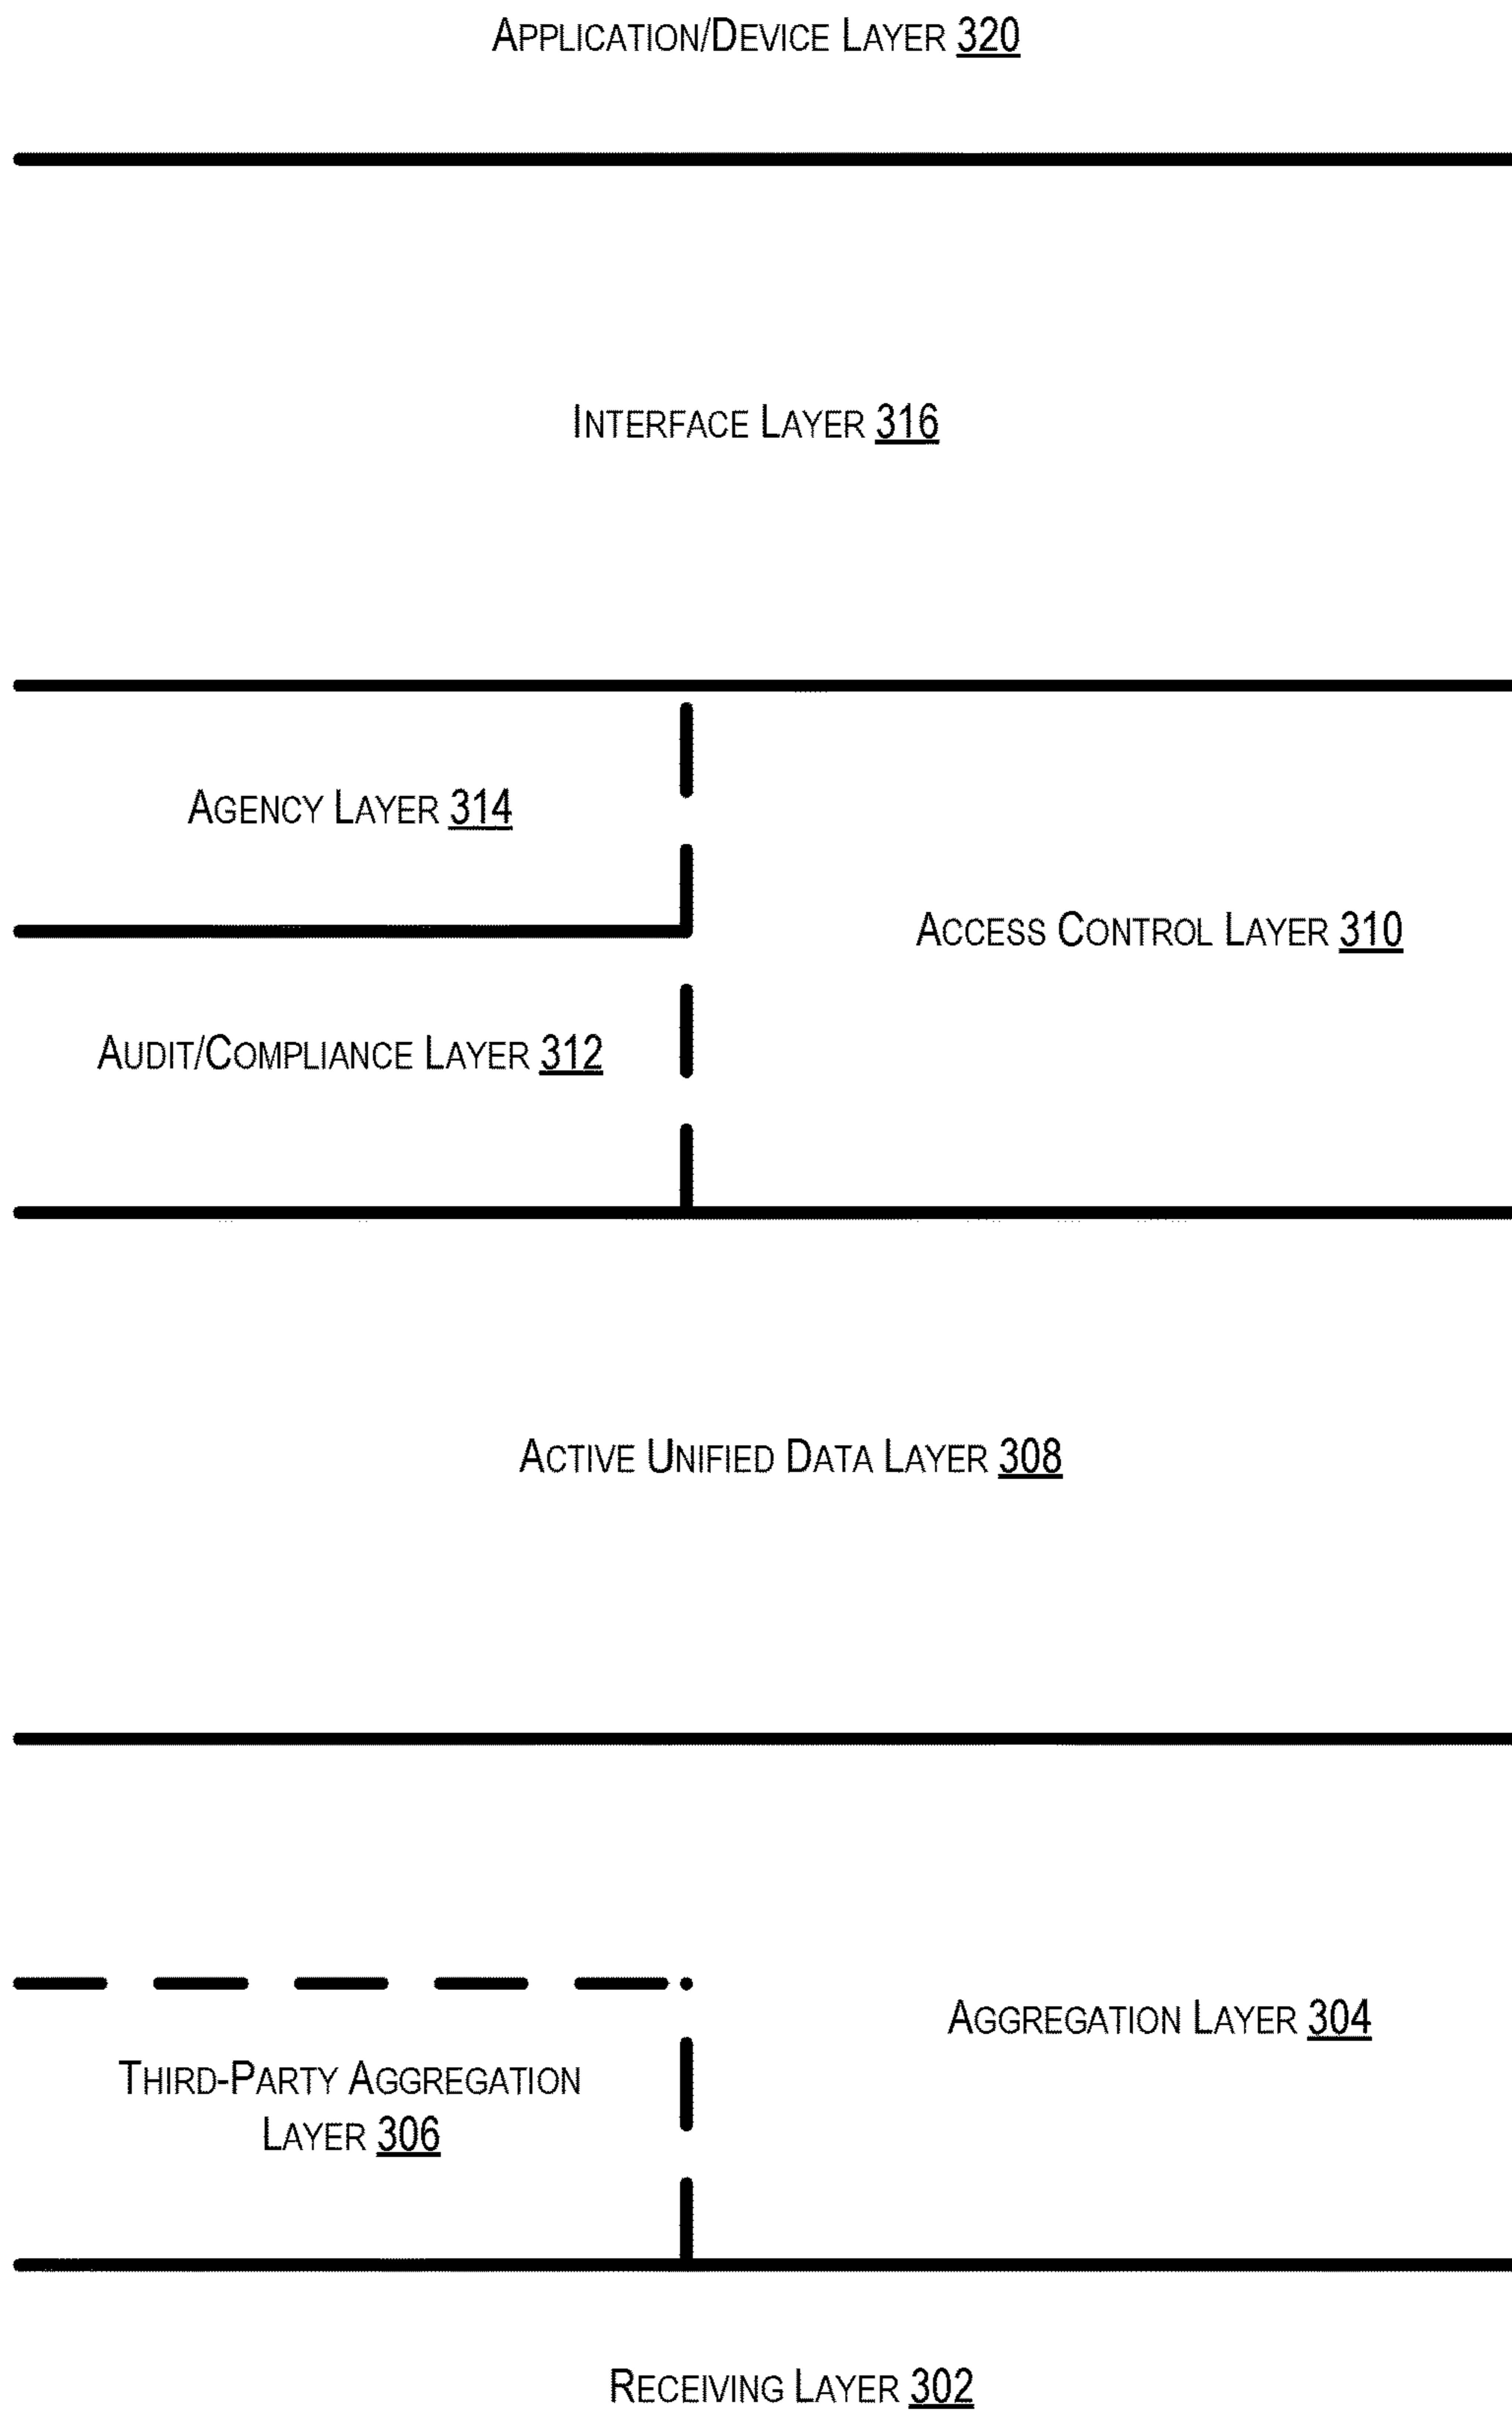 APPLICATION/DEVICE LAYER 320
INTERFACE LAYER 316
AGENCY LAYER 314
ACCESS CONTROL LAYER 310
AUDIT/COMPLIANCE LAYER 312
ACTIVE UNIFIED DATA LAYER 308
AGGREGATION LAYER 304
THIRD-PARTY AGGREGATION
LAYER 306
RECEIVING LAYER 302